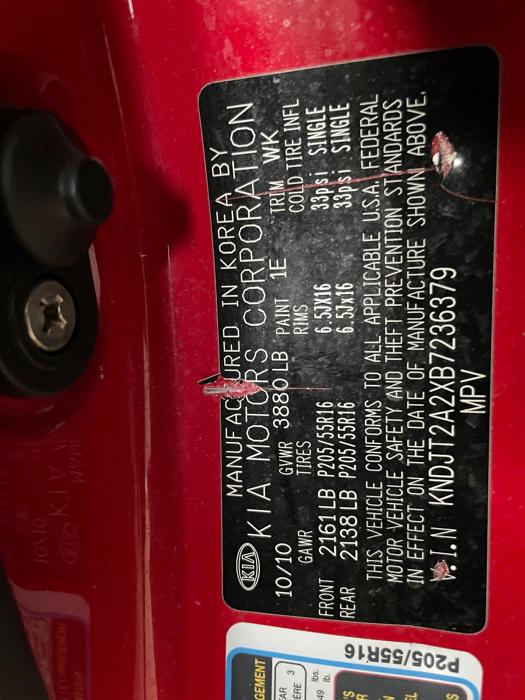 MANUFACTURED IN KOREA BY
KIA KIA MOTORS CORPORATION
10/10 GVWR 3880 LB PAINT 1E TRIM WK
GAWR TIRES RIMS COLD TIRE INFL
FRONT 2161LB P205/55R16 6.5JX16 33psi SINGLE
REAR 2138LB P205/55R16 6.5Jx16 33psi SINGLE
THIS VEHICLE CONFORMS TO ALL APPLICABLE U.S.A. FEDERAL
MOTOR VEHICLE SAFETY AND THEFT PREVENTION STANDARDS
IN EFFECT ON THE DATE OF MANUFACTURE SHOWN ABOVE.
V.I.N KNDJT2A2XB7236379
MPV
P205/55R16